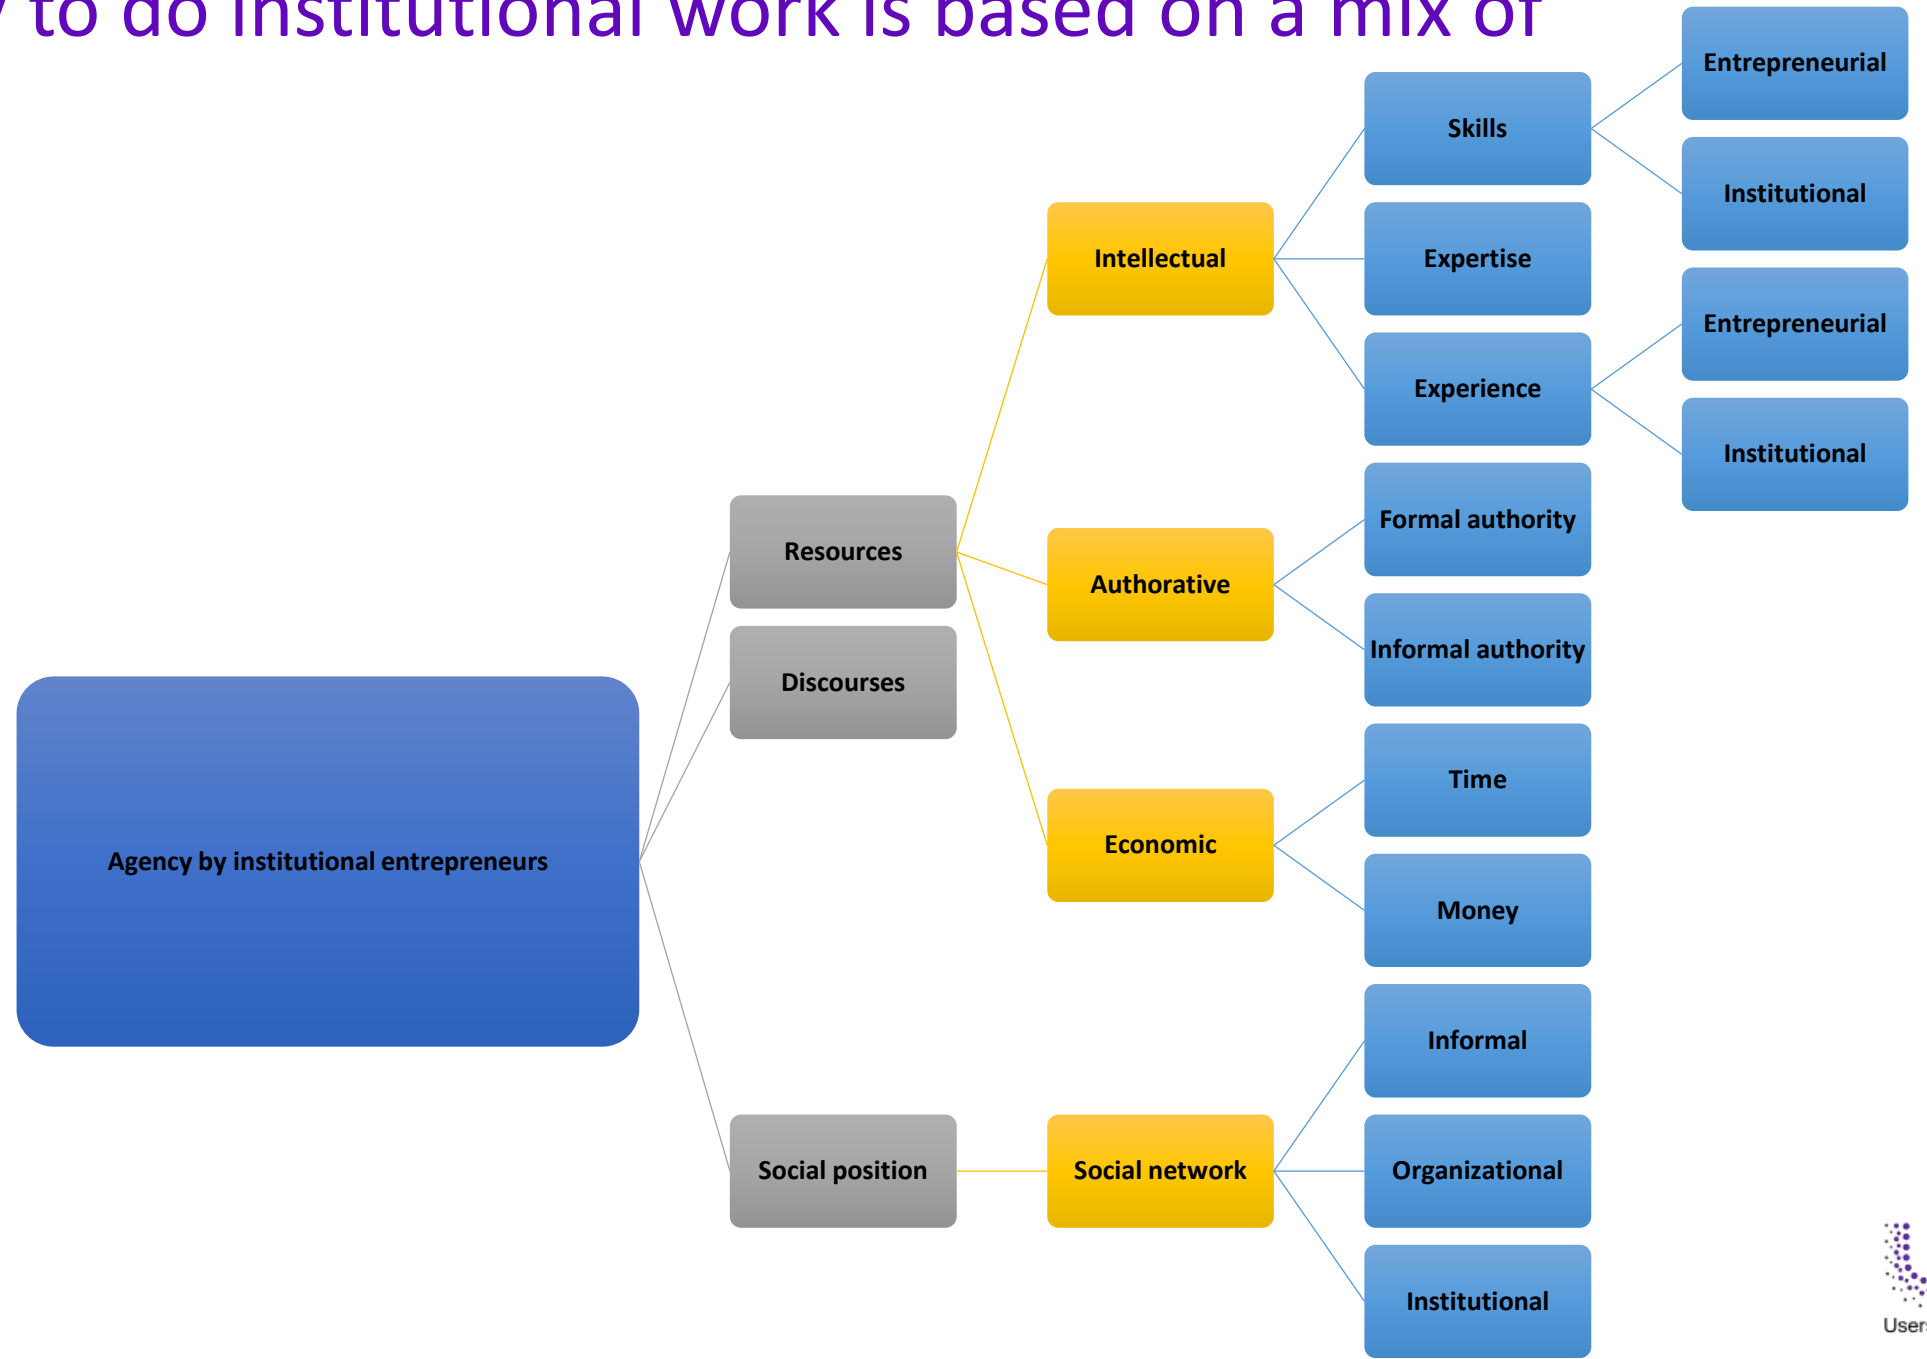 to do institutional work is based on a mix of
Entrepreneurial
Skills
Institutional
Intellectual
Expertise
Entrepreneurial
Experience
Institutional
Formal authority
Resources
Authorative
Informal authority
Discourses
Time
Agency by institutional entrepreneurs
Economic
Money
Informal
Social position
Social network
Organizational
Institutional